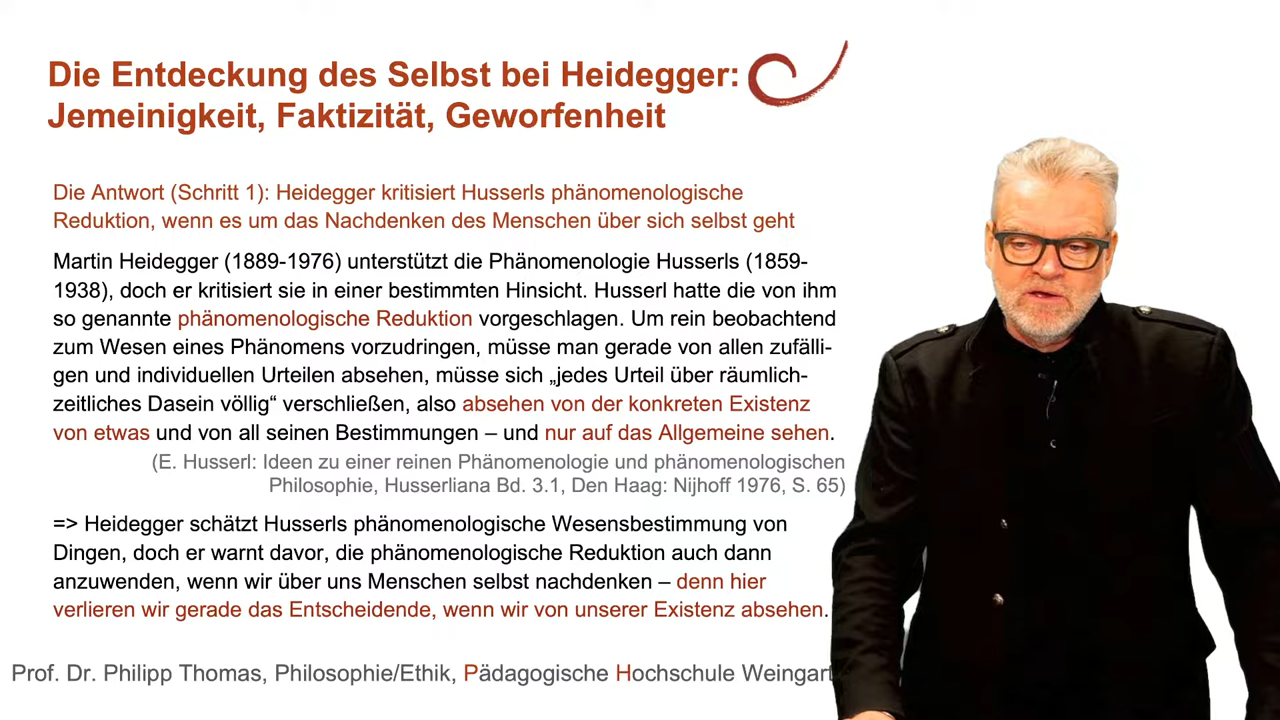 Die Entdeckung des Selbst bei Heidegger:
Jemeinigkeit, Faktizität, Geworfenheit
Die Antwort (Schritt 1): Heidegger kritisiert Husserls phänomenologische
Reduktion, wenn es um das Nachdenken des Menschen über sich selbst geht
Martin Heidegger (1889-1976) unterstützt die Phänomenologie Husserls (1859-
1938), doch er kritisiert sie in einer bestimmten Hinsicht. Husserl hatte die von ihm
so genannte phänomenologische Reduktion vorgeschlagen. Um rein beobachtend
zum Wesen eines Phänomens vorzudringen, müsse man gerade von allen zufälli-
gen und individuellen Urteilen absehen, müsse sich „jedes Urteil über räumlich-
zeitliches Dasein völlig“ verschließen, also absehen von der konkreten Existenz
von etwas und von all seinen Bestimmungen – und nur auf das Allgemeine sehen.
(E. Husserl: Ideen zu einer reinen Phänomenologie und phänomenologischen
Philosophie, Husserliana Bd. 3.1, Den Haag: Nijhoff 1976, S. 65)
=> Heidegger schätzt Husserls phänomenologische Wesensbestimmung von
Dingen, doch er warnt davor, die phänomenologische Reduktion auch dann
anzuwenden, wenn wir über uns Menschen selbst nachdenken – denn hier
verlieren wir gerade das Entscheidende, wenn wir von unserer Existenz absehen.
Prof. Dr. Philipp Thomas, Philosophie/Ethik, Pädagogische Hochschule Weingart